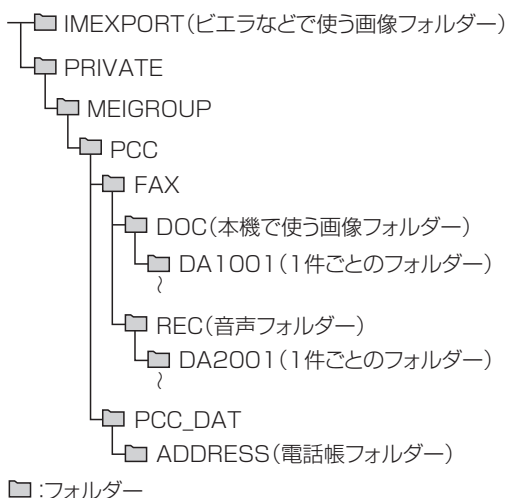 IMEXPORT(ビエラなどで使う画像フォルダー)
PRIVATE
MEIGROUP
PCC
FAX
DOC(本機で使う画像フォルダー)
DA1001(1件ごとのフォルダー)
~
REC(音声フォルダー)
DA2001(1件ごとのフォルダー)
~
PCC_DAT
ADDRESS(電話帳フォルダー)
:フォルダー